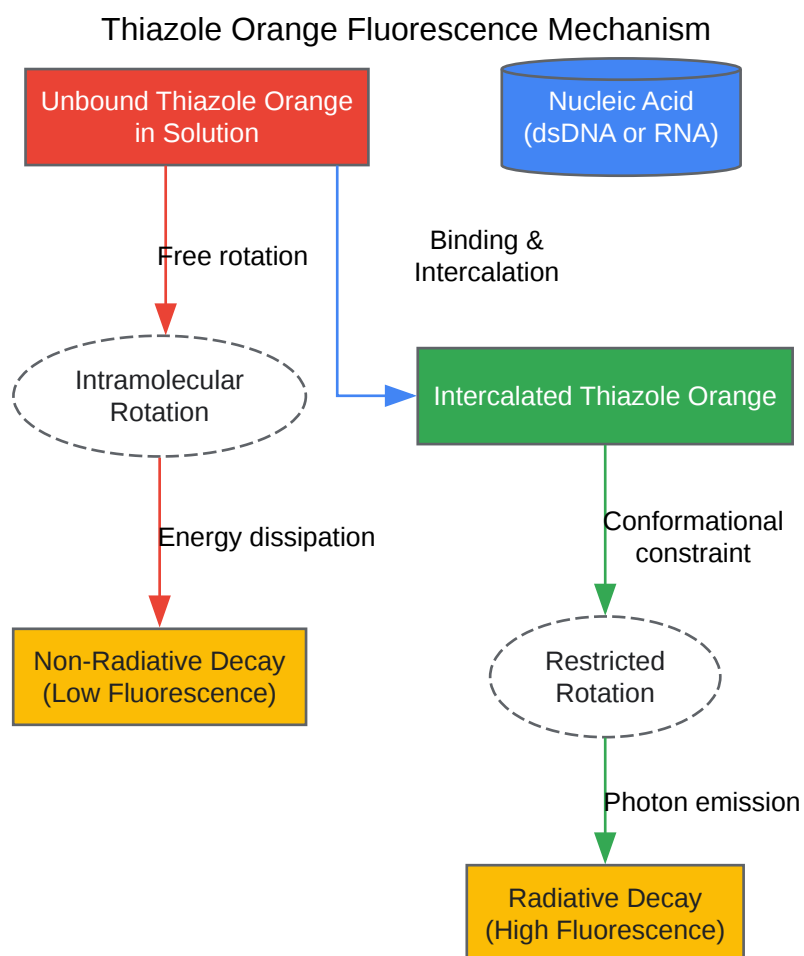 Thiazole Orange Fluorescence Mechanism
Unbound Thiazole Orange
in Solution
Nucleic Acid
(dsDNA or RNA)
Free rotation
Binding &
Intercalation
Intramolecular
Rotation
Intercalated Thiazole Orange
Energy dissipation
Conformational
constraint
Non-Radiative Decay
(Low Fluorescence)
Restricted
Rotation
Photon emission
Radiative Decay
(High Fluorescence)